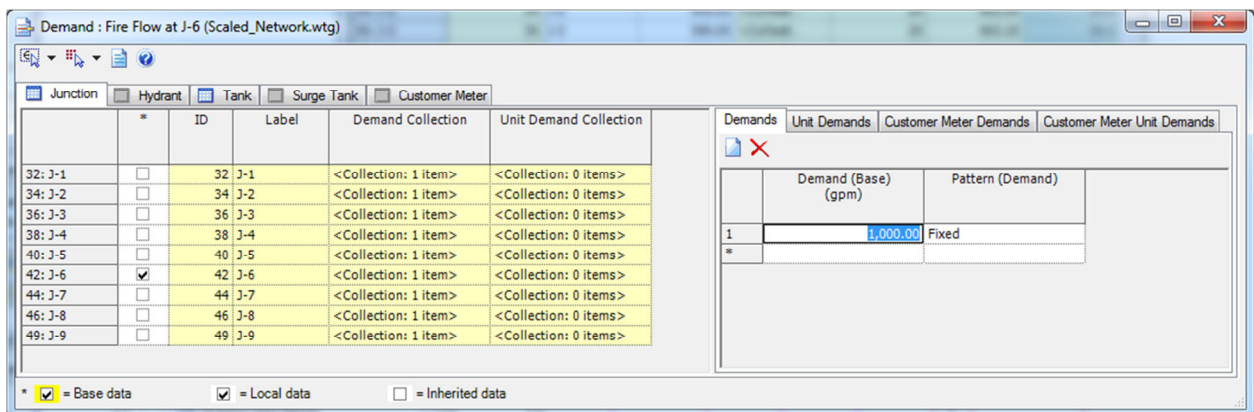 Demand : Fire Flow at J-6 (Scaled_Network.wtg)
Junction Hydrant Tank Surge Tank Customer Meter
* ID Label Demand Collection Unit Demand Collection
32: J-1 32 J-1 <Collection: 1 item> <Collection: 0 items>
34: J-2 34 J-2 <Collection: 1 item> <Collection: 0 items>
36: J-3 36 J-3 <Collection: 1 item> <Collection: 0 items>
38: J-4 38 J-4 <Collection: 1 item> <Collection: 0 items>
40: J-5 40 J-5 <Collection: 1 item> <Collection: 0 items>
42: J-6 42 J-6 <Collection: 1 item> <Collection: 0 items>
44: J-7 44 J-7 <Collection: 1 item> <Collection: 0 items>
46: J-8 46 J-8 <Collection: 1 item> <Collection: 0 items>
49: J-9 49 J-9 <Collection: 1 item> <Collection: 0 items>
Demands Unit Demands Customer Meter Demands Customer Meter Unit Demands
Demand (Base) Pattern (Demand)
(gpm)
1 1,000.00 Fixed
*
* = Base data = Local data = Inherited data